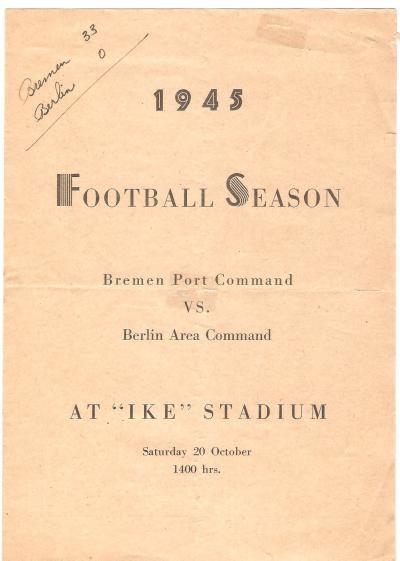 Bremen 33
Berlin 0
1945
FOOTBALL SEASON
Bremen Port Command
VS.
Berlin Area Command
AT “IKE” STADIUM
Saturday 20 October
1400 hrs.